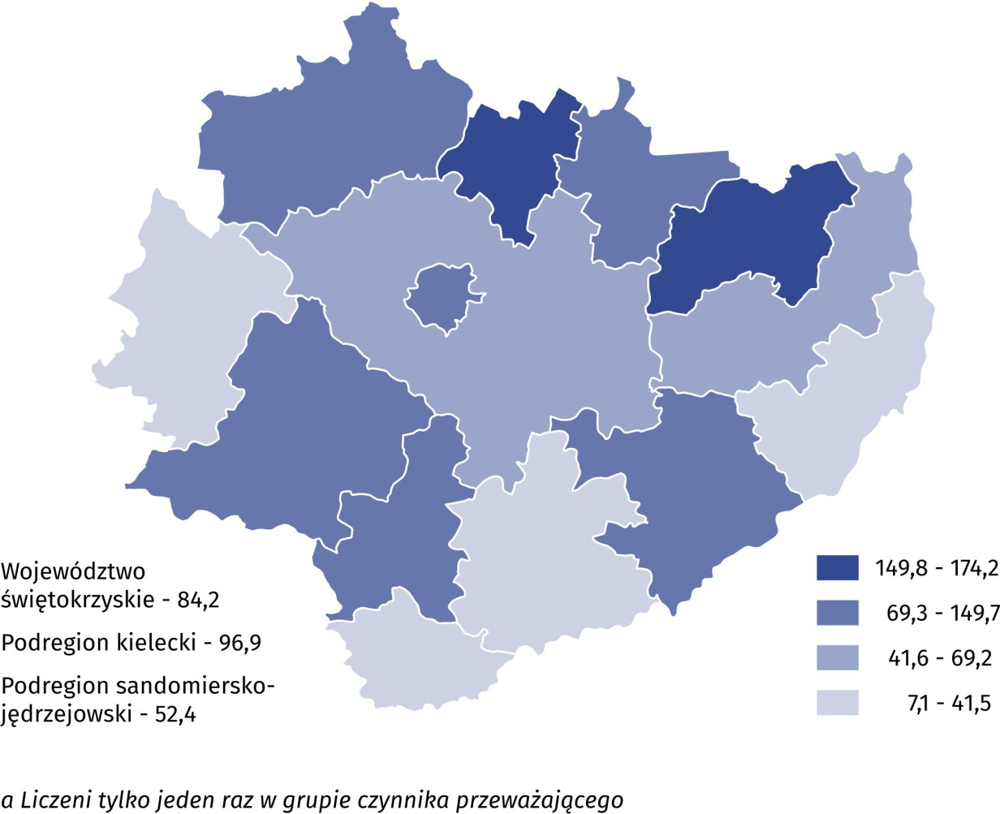 Województwo
świętokrzyskie - 84,2
Podregion kielecki - 96,9
Podregion sandomiersko-
jędrzejowski - 52,4
149,8 - 174,2
69,3 - 149,7
41,6 - 69,2
7,1 - 41,5
a Liczeni tylko jeden raz w grupie czynnika przeważającego